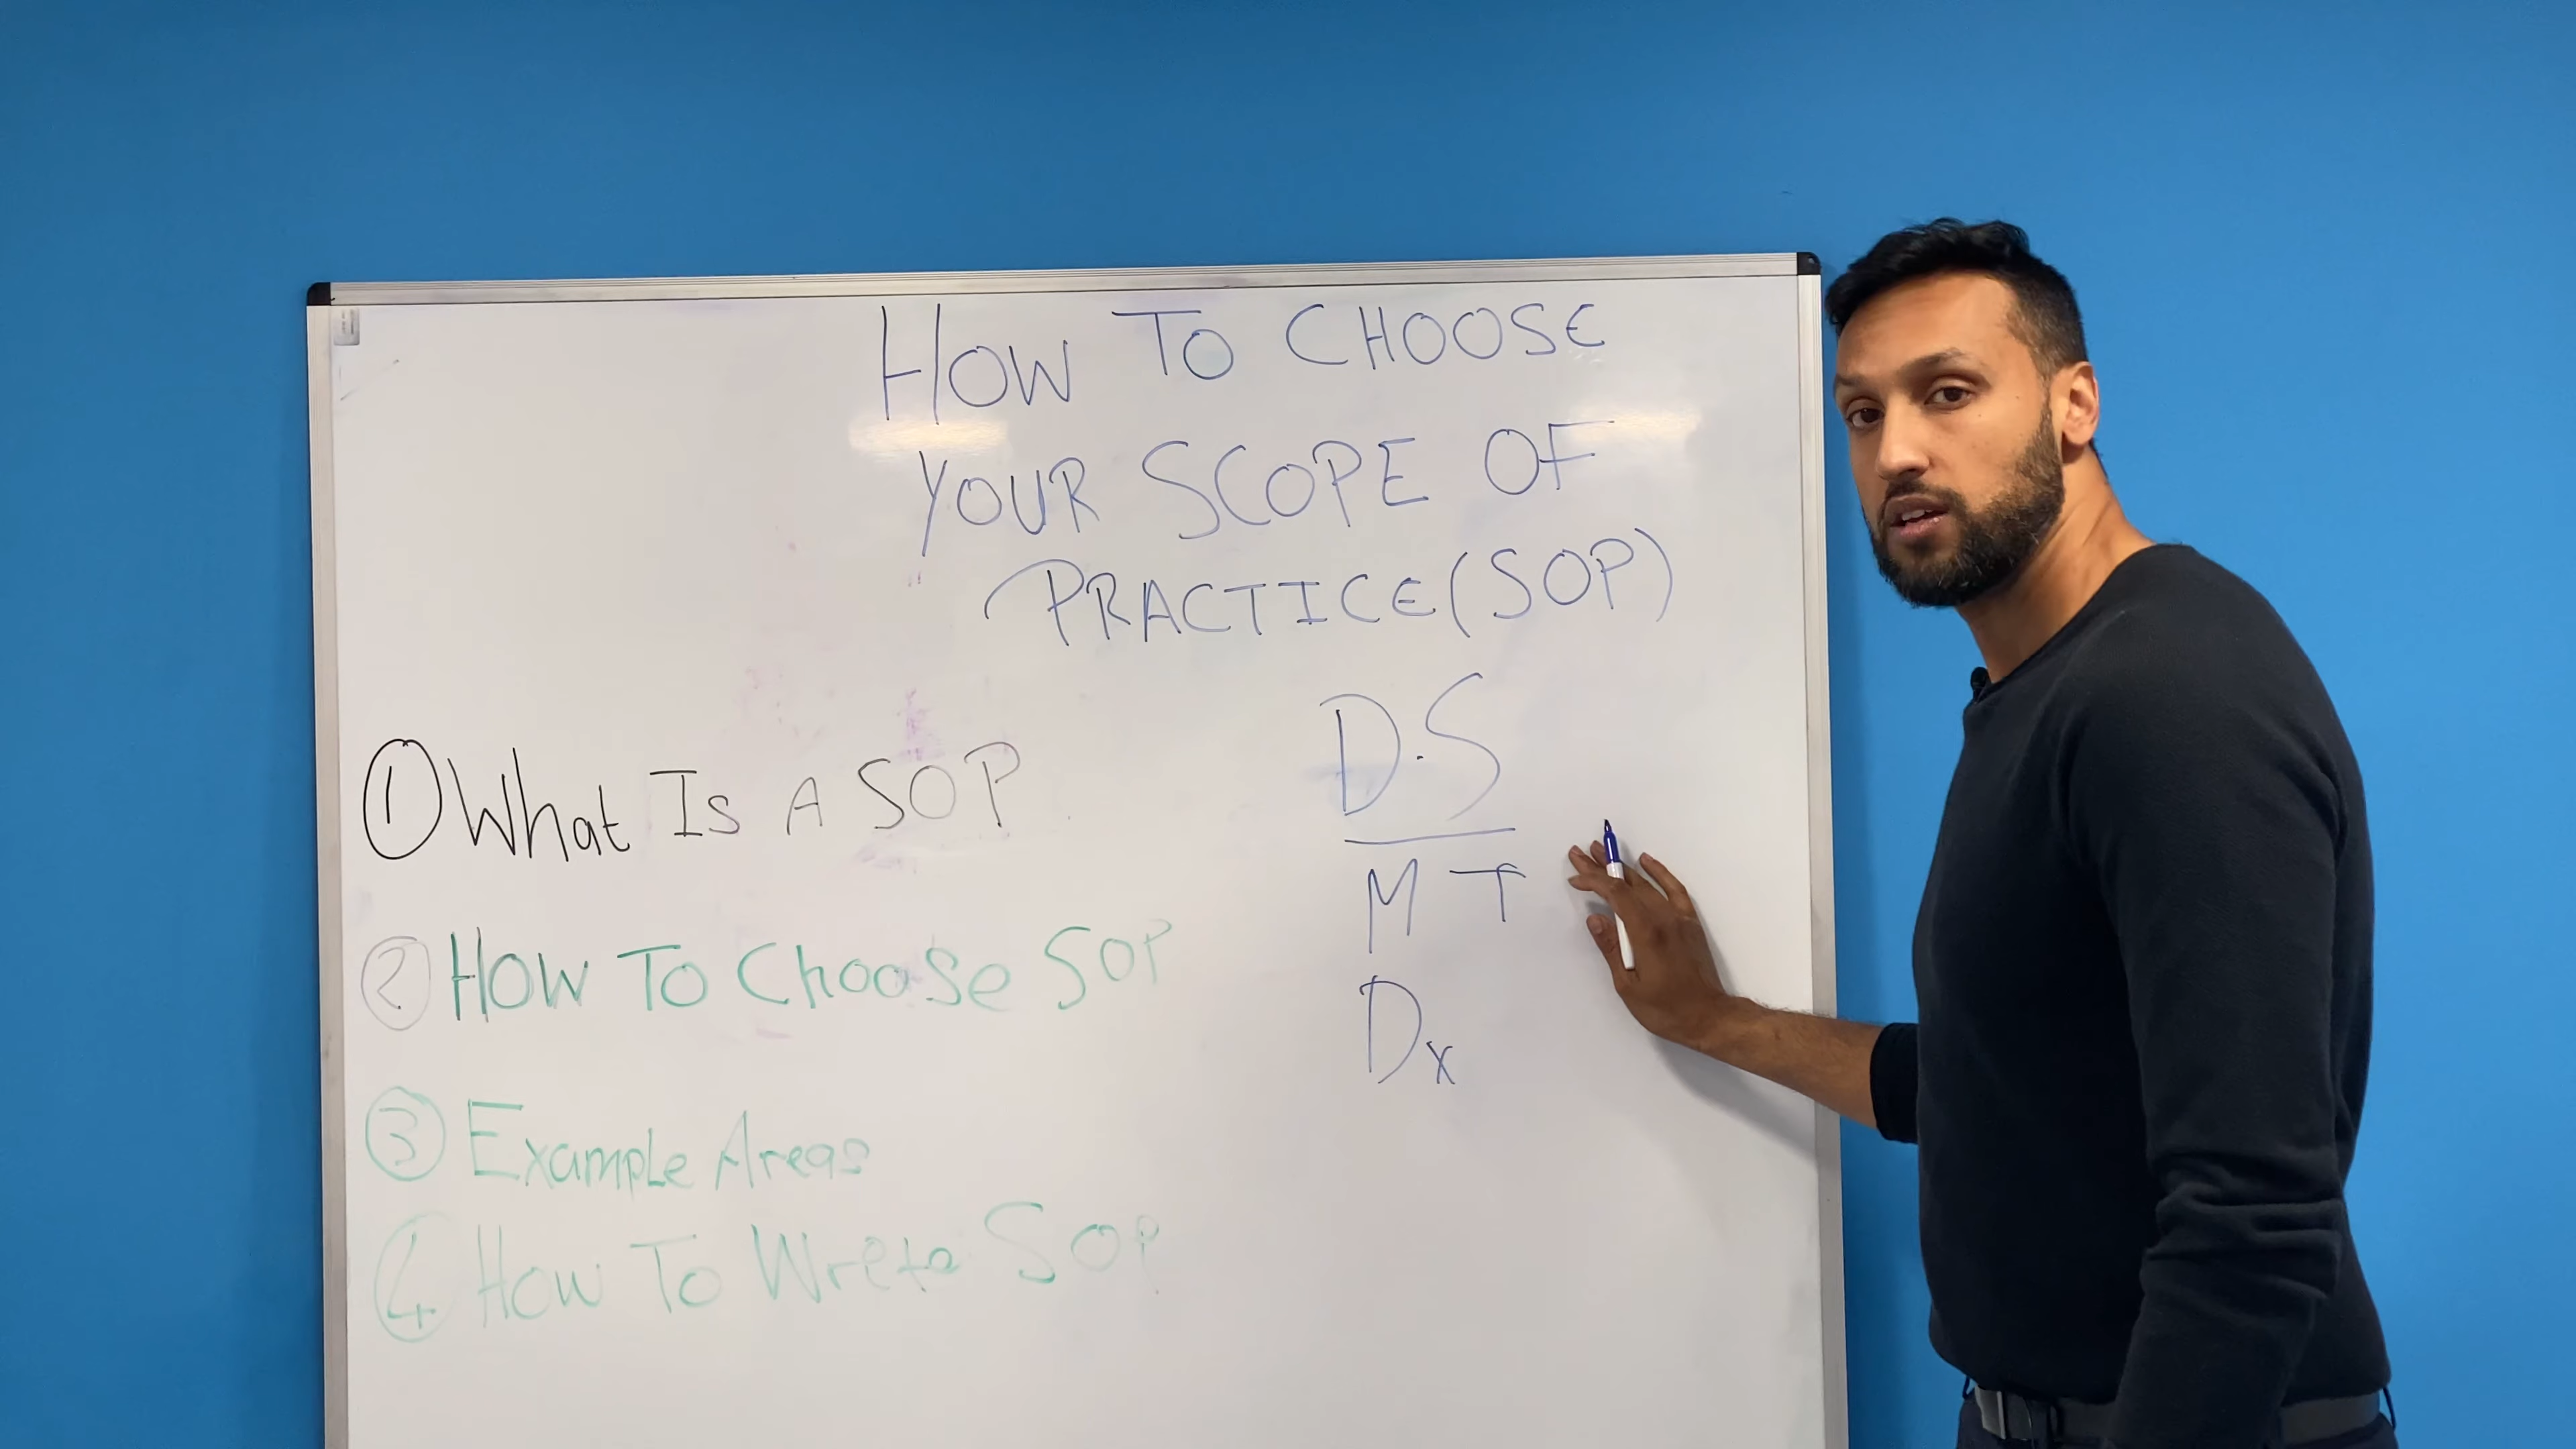 HOW TO CHOOSE
YOUR SCOPE OF
PRACTICE (SOP)
① What Is A SOP
② HOW TO Choose SOP
③ Example Areas
④ How To Write SOP
D.S
M T
Dx